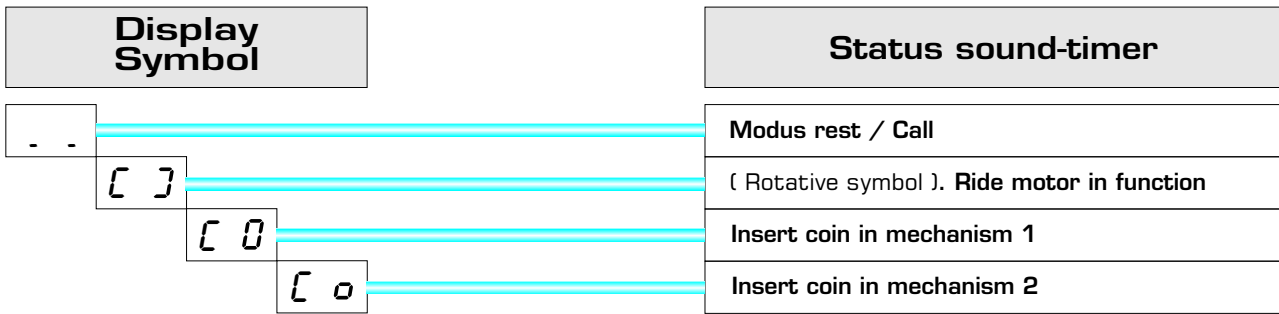 Display
Symbol
Status sound-timer
- - Modus rest / Call
[ ] ( Rotative symbol ). Ride motor in function
[ 0 Insert coin in mechanism 1
[ o Insert coin in mechanism 2